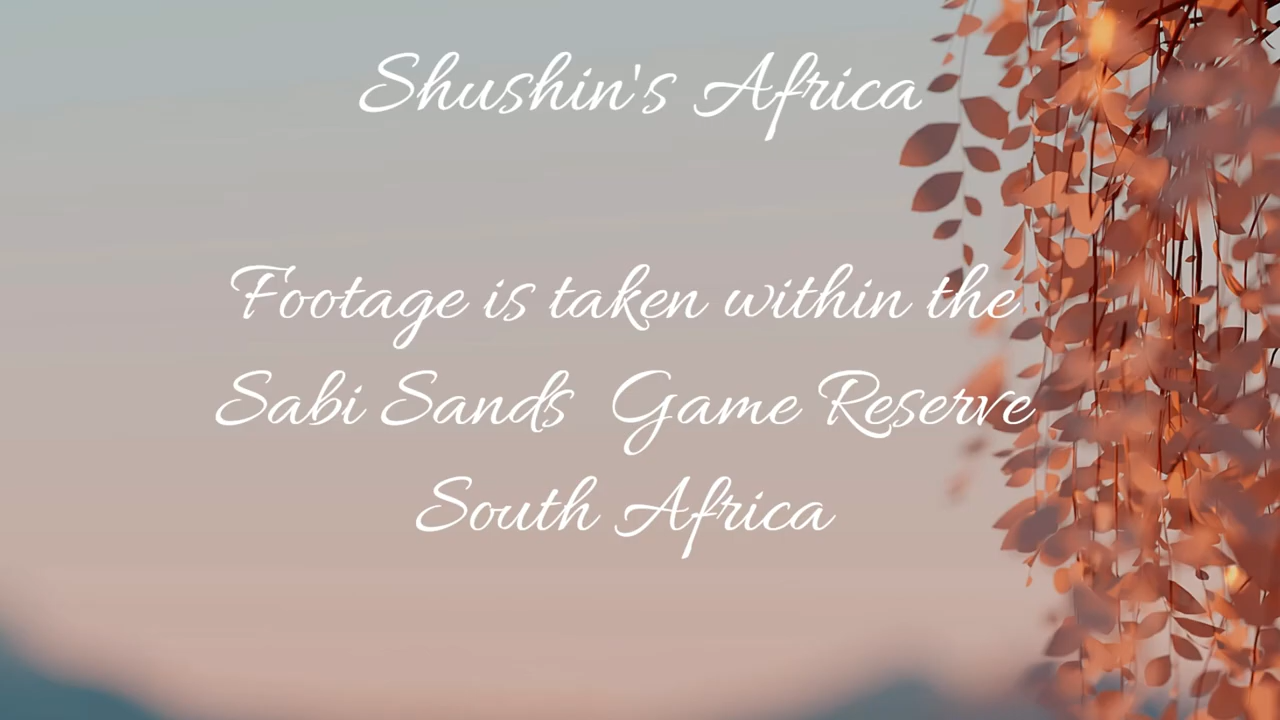 Shushin's Africa
Footage is taken within the
Sabi Sands Game Reserve
South Africa